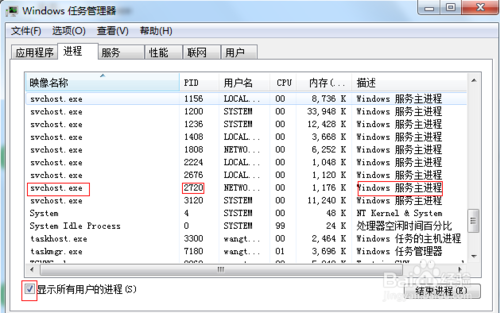 Windows 任务管理器
文件(F) 选项(O) 查看(V) 帮助(H)
应用程序 进程 服务 性能 联网 用户
映像名称 PID 用户名 CPU 内存(... 描述
svchost.exe 1156 LOCAL... 00 8,736 K Windows 服务主进程
svchost.exe 1200 SYSTEM 00 33,948 K Windows 服务主进程
svchost.exe 1236 SYSTEM 00 12,428 K Windows 服务主进程
svchost.exe 1408 LOCAL... 00 3,668 K Windows 服务主进程
svchost.exe 1808 NETWO... 00 6,252 K Windows 服务主进程
svchost.exe 2224 LOCAL... 00 1,048 K Windows 服务主进程
svchost.exe 2676 LOCAL... 00 1,120 K Windows 服务主进程
svchost.exe 2720 NETWO... 00 1,176 K Windows 服务主进程
svchost.exe 3120 SYSTEM 00 11,240 K Windows 服务主进程
System 4 SYSTEM 00 48 K NT Kernel & System
System Idle Process 0 SYSTEM 99 24 K 处理器空闲时间百分比
taskhost.exe 3300 wangt... 00 2,464 K Windows 任务的主机进程
taskmgr.exe 7180 wangt... 01 3,696 K Windows 任务管理器
显示所有用户的进程(S)
结束进程(E)